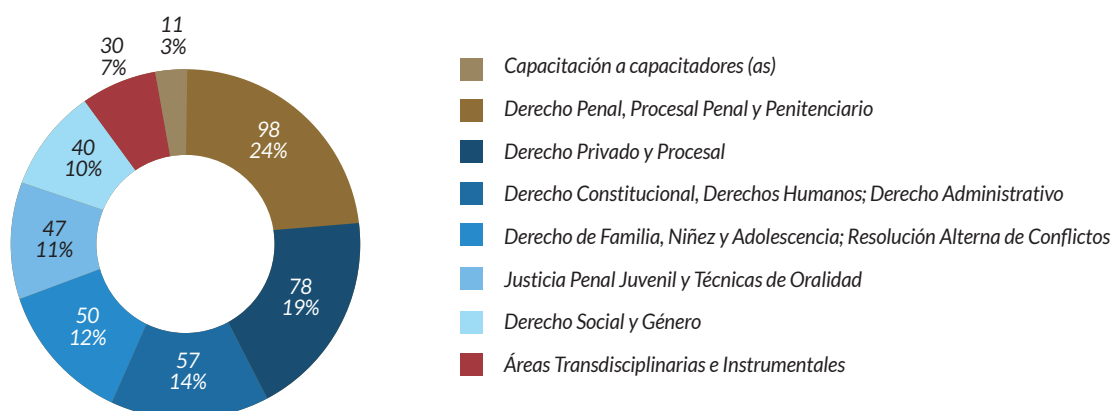 11
3%
30
7%
98
24%
40
10%
47
11%
78
19%
50
12%
57
14%
Capacitación a capacitadores (as)
Derecho Penal, Procesal Penal y Penitenciario
Derecho Privado y Procesal
Derecho Constitucional, Derechos Humanos; Derecho Administrativo
Derecho de Familia, Niñez y Adolescencia; Resolución Alterna de Conflictos
Justicia Penal Juvenil y Técnicas de Oralidad
Derecho Social y Género
Áreas Transdisciplinarias e Instrumentales